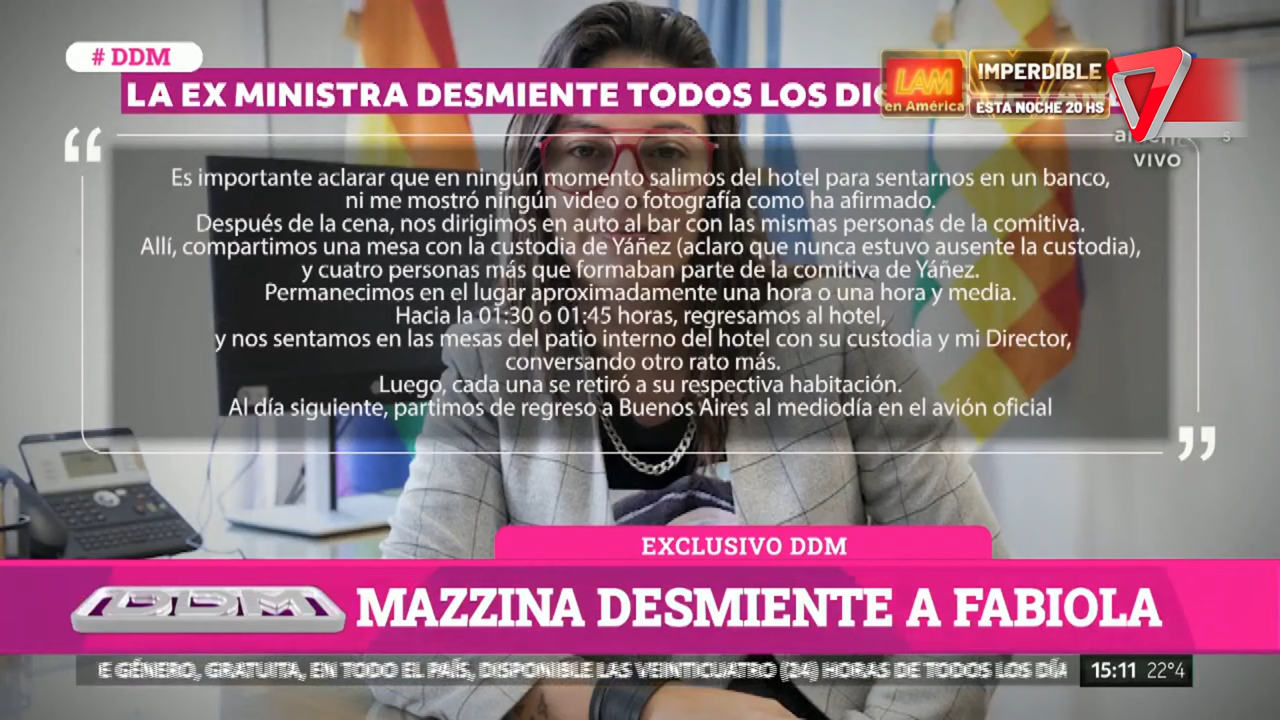 # DDM
LA EX MINISTRA DESMIENTE TODOS LOS
LAM
en América
IMPERDIBLE
ESTA NOCHE 20 HS
VIVO
“
Es importante aclarar que en ningún momento salimos del hotel para sentarnos en un banco,
ni me mostró ningún video o fotografía como ha afirmado.
Después de la cena, nos dirigimos en auto al bar con las mismas personas de la comitiva.
Allí, compartimos una mesa con la custodia de Yáñez (aclaro que nunca estuvo ausente la custodia),
y cuatro personas más que formaban parte de la comitiva de Yáñez.
Permanecimos en el lugar aproximadamente una hora o una hora y media.
Hacia la 01:30 o 01:45 horas, regresamos al hotel,
y nos sentamos en las mesas del patio interno del hotel con su custodia y mi Director,
conversando otro rato más.
Luego, cada una se retiró a su respectiva habitación.
Al día siguiente, partimos de regreso a Buenos Aires al mediodía en el avión oficial
”
EXCLUSIVO DDM
DDM
MAZZINA DESMIENTE A FABIOLA
E GÉNERO, GRATUITA, EN TODO EL PAÍS, DISPONIBLE LAS VEINTICUATRO (24) HORAS DE TODOS LOS DÍA
15:11 22°4